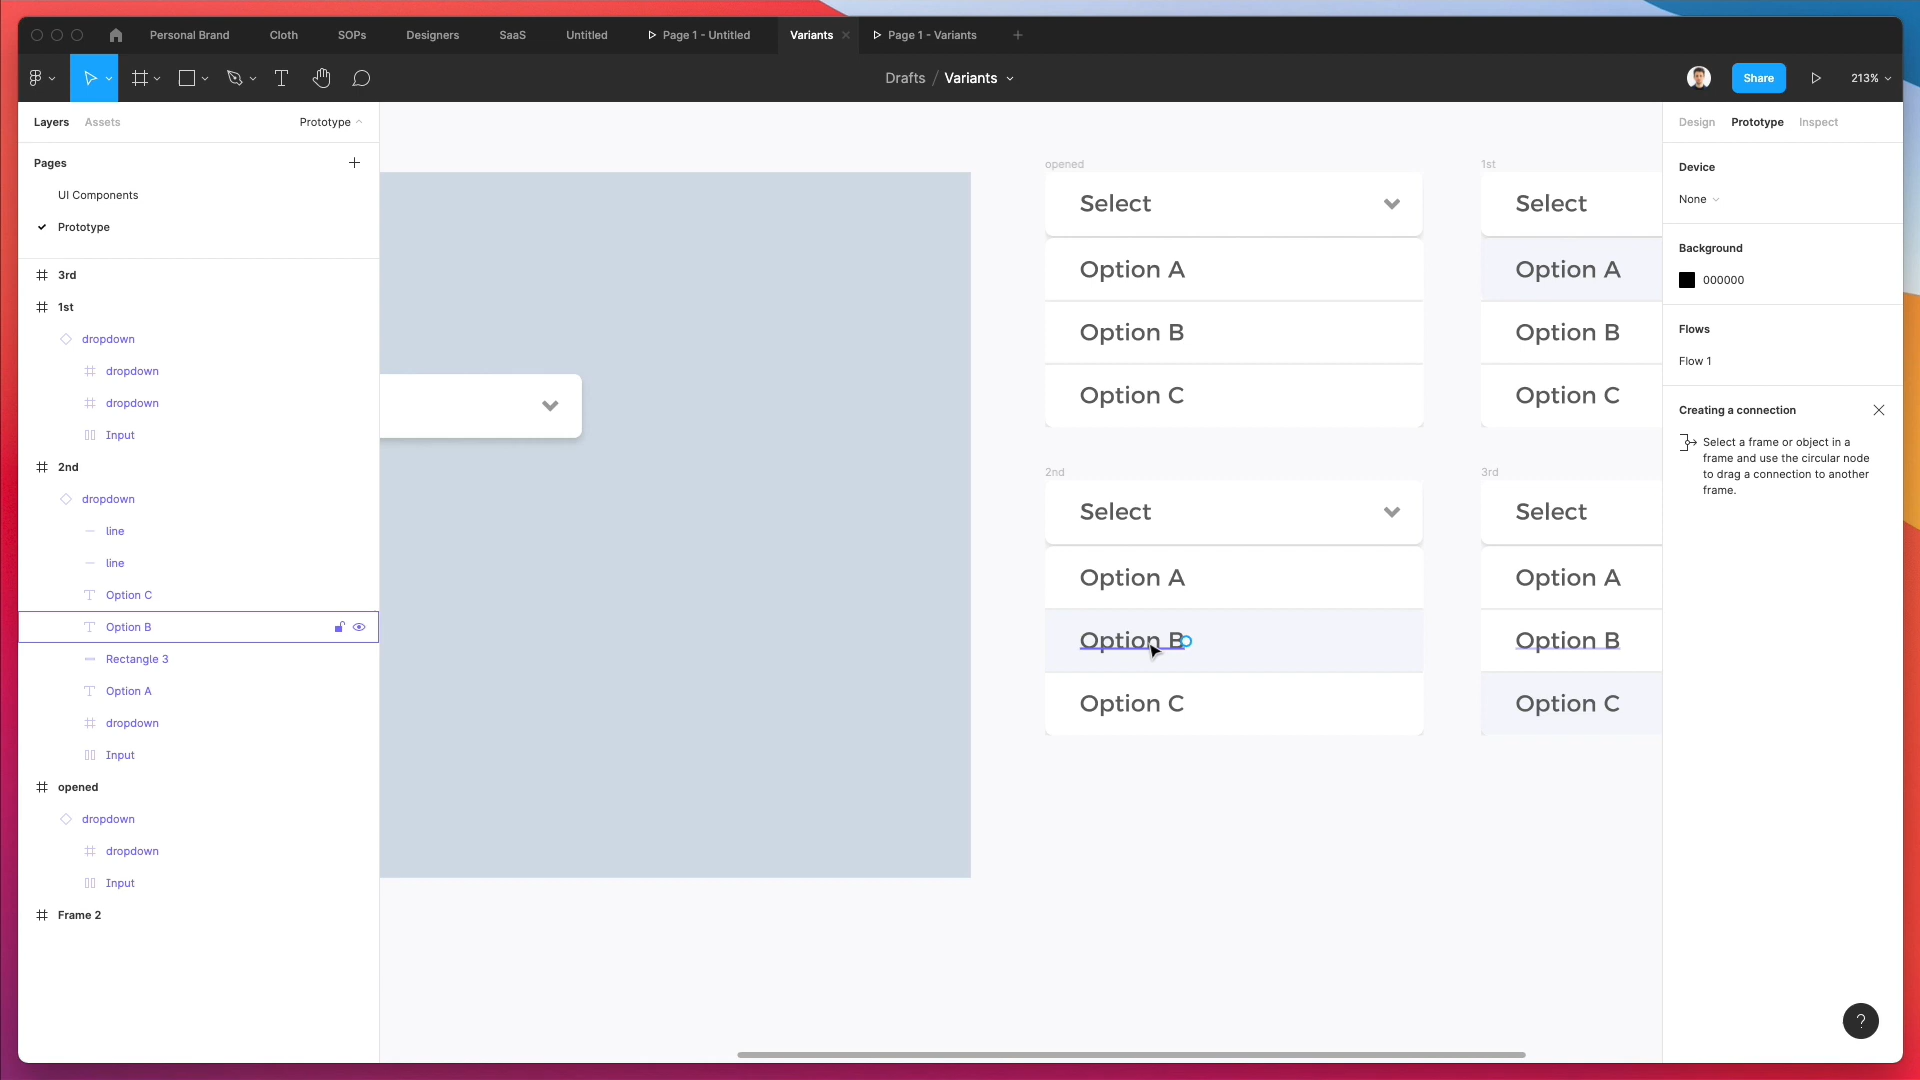 Personal Brand
Cloth
SOPs
Designers
SaaS
Untitled
Page 1 - Untitled
Variants
Page 1 - Variants
Drafts / Variants
Share
213%
Layers
Assets
Prototype
Pages
UI Components
Prototype
3rd
1st
dropdown
dropdown
dropdown
Input
2nd
dropdown
line
line
Option C
Option B
Rectangle 3
Option A
dropdown
Input
opened
dropdown
dropdown
Input
Frame 2
opened
Select
Option A
Option B
Option C
1st
Select
Option A
Option B
Option C
2nd
Select
Option A
Option B
Option C
3rd
Select
Option A
Option B
Option C
Design
Prototype
Inspect
Device
None
Background
000000
Flows
Flow 1
Creating a connection
Select a frame or object in a
frame and use the circular node
to drag a connection to another
frame.
?